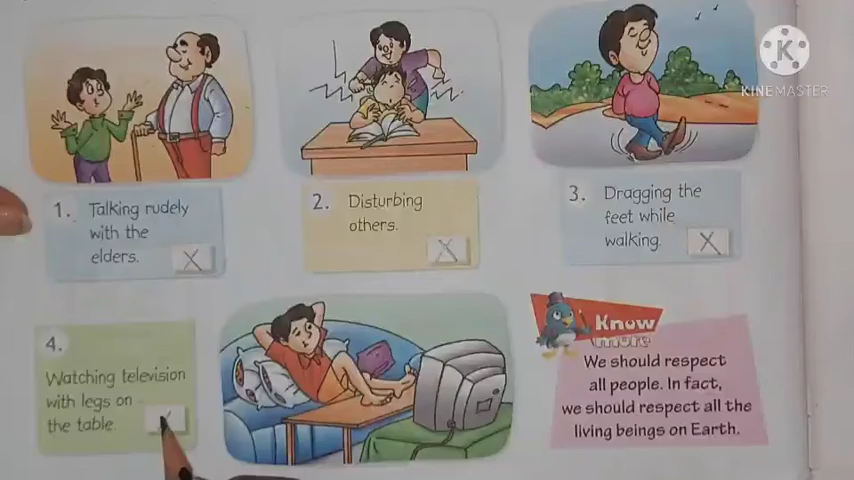 KINEMASTER
1. Talking rudely
with the
elders.
X
2. Disturbing
others.
X
3. Dragging the
feet while
walking.
X
4.
Watching television
with legs on
the table.
Know
more
We should respect
all people. In fact,
we should respect all the
living beings on Earth.